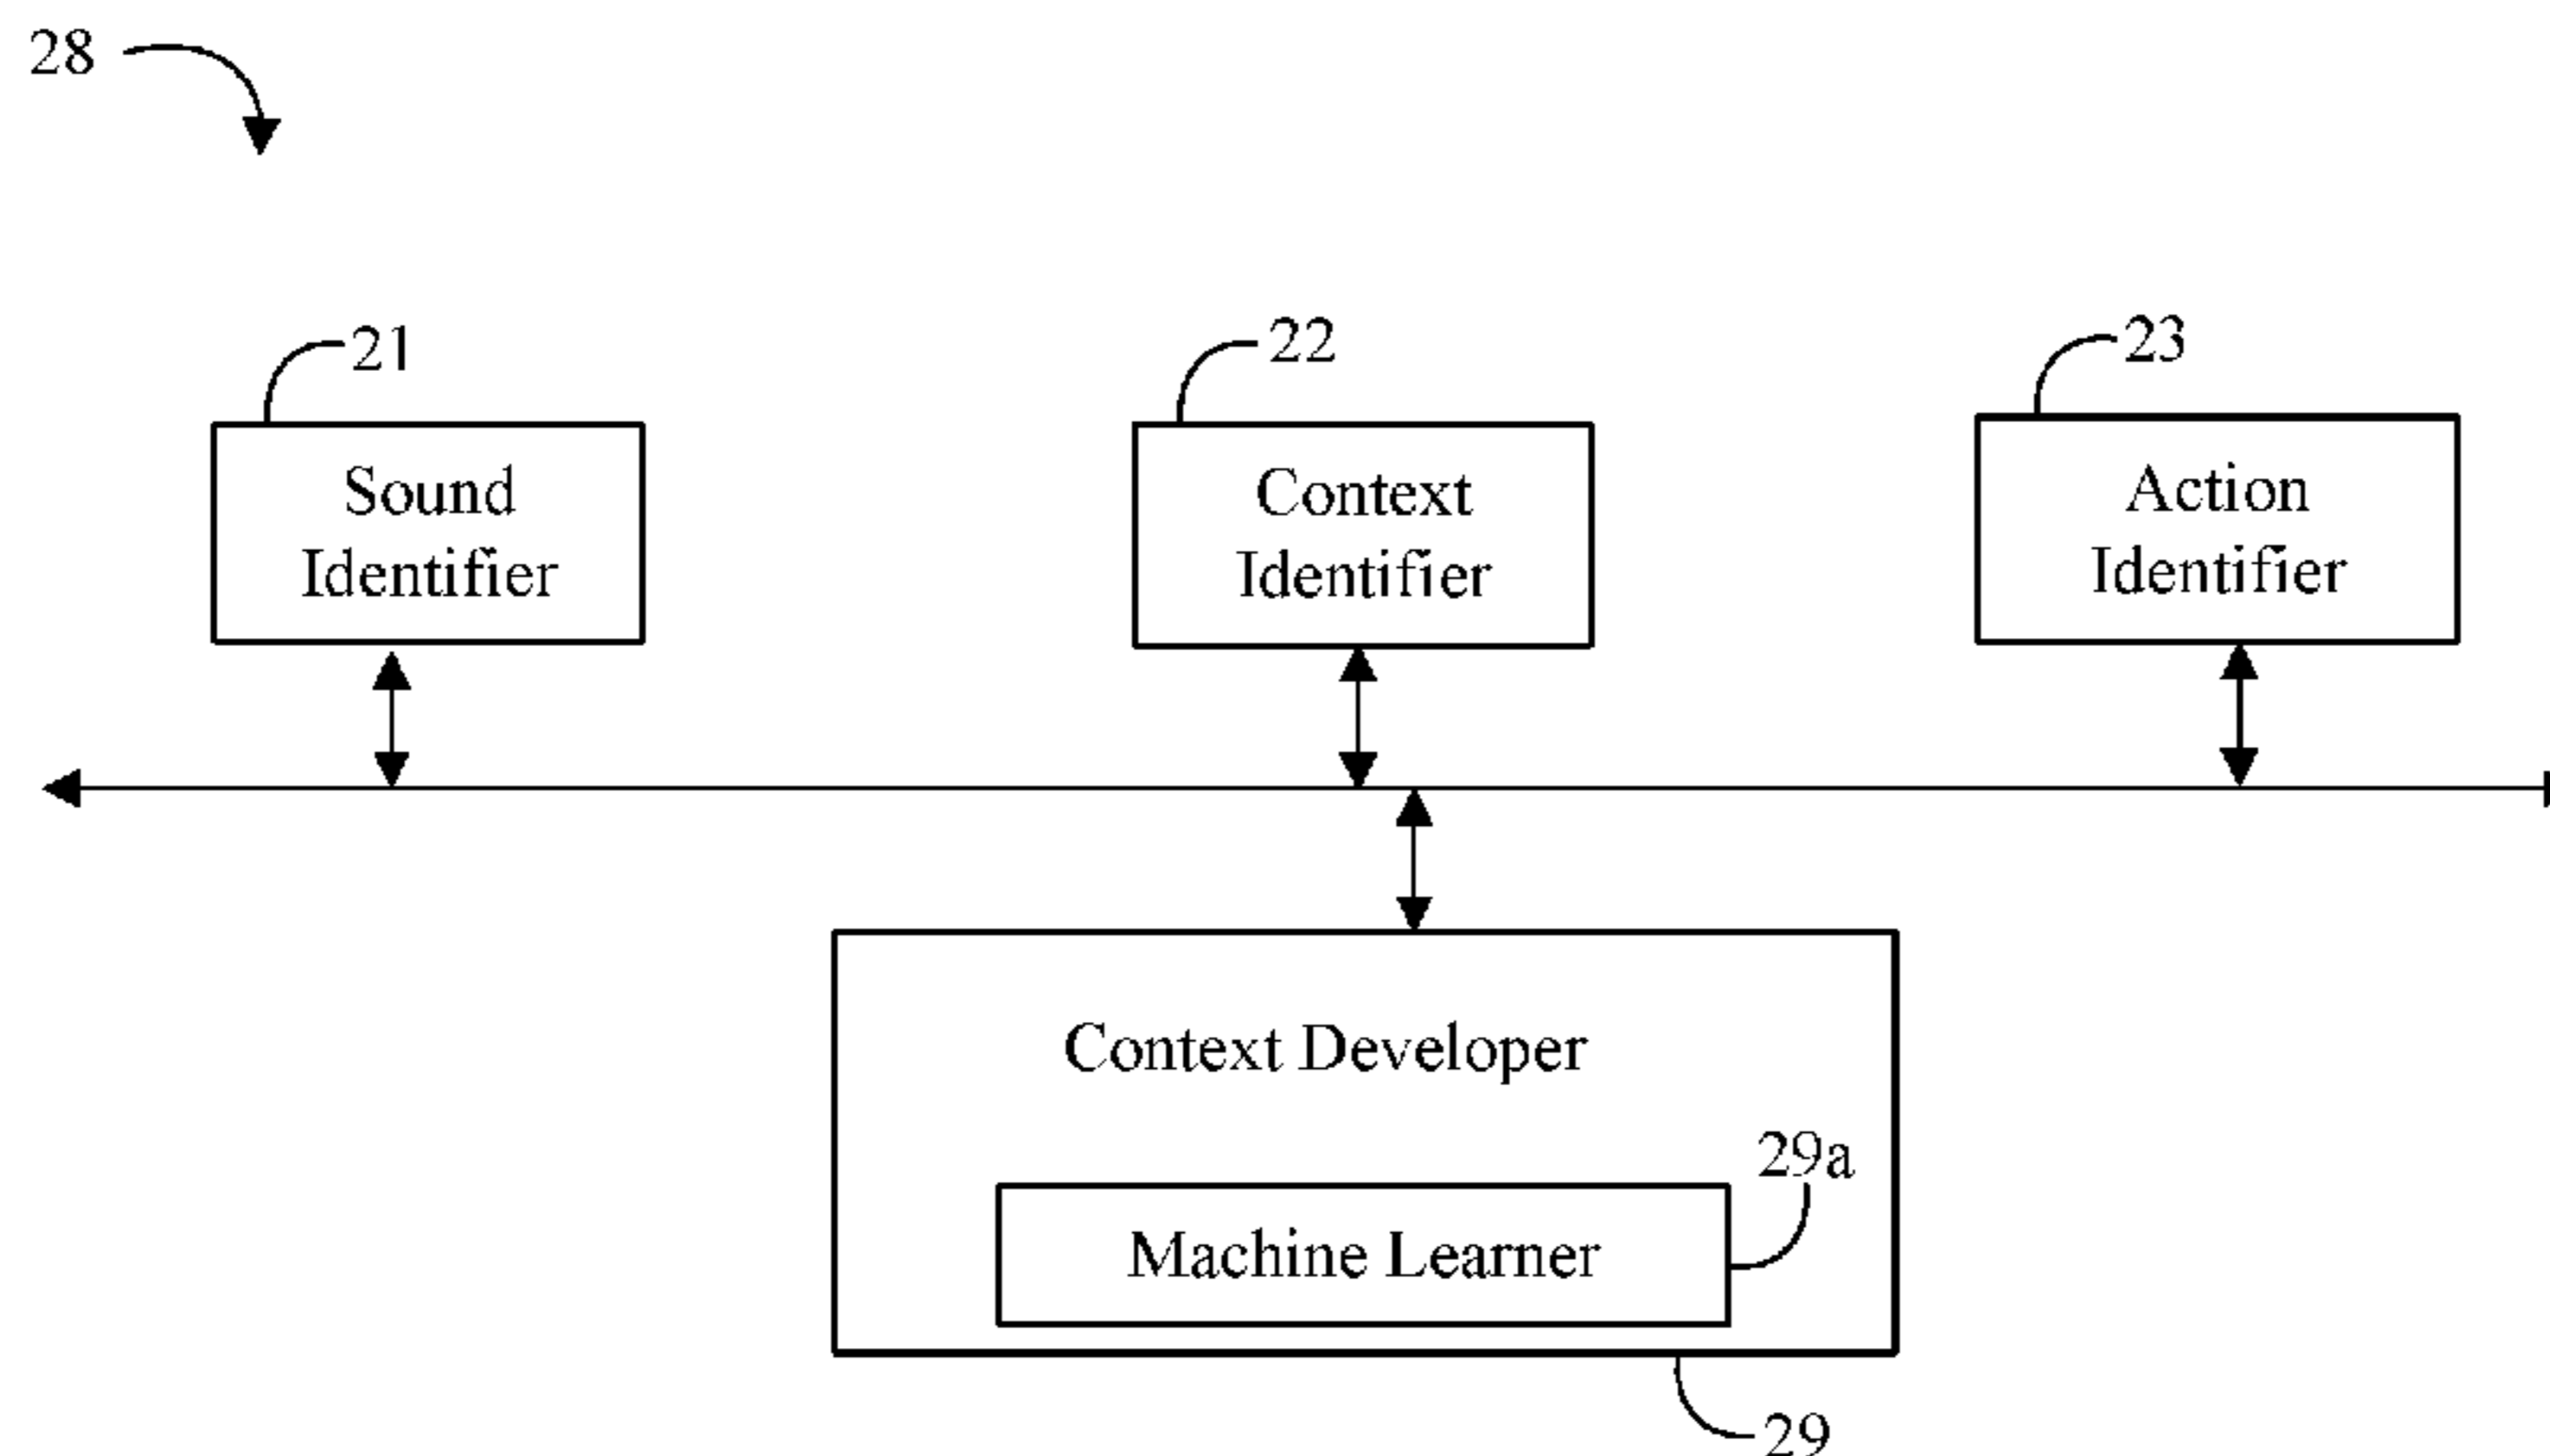 28
21
22
23
Sound
Identifier
Context
Identifier
Action
Identifier
Context Developer
29a
Machine Learner
29